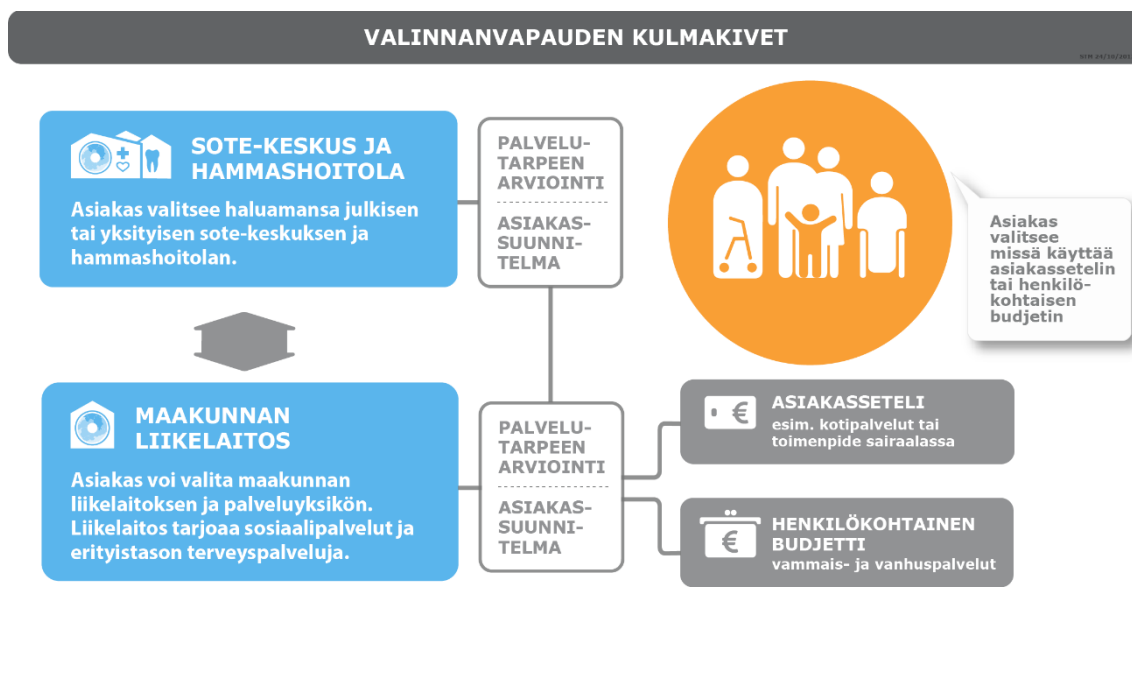 VALINNANVAPAUDEN KULMAKIVET
SOTE-KESKUS JA
HAMMASHOITOLA
Asiakas valitsee haluamansa julkisen
tai yksityisen sote-keskuksen ja
hammashoitolan.
PALVELU-
TARPEEN
ARVIOINTI
ASIAKAS-
SUUNNI-
TELMA
Asiakas
valitsee
missä käyttää
asiakassetelin
tai henkilö-
kohtaisen
budjetin
MAAKUNNAN
LIIKELAITOS
Asiakas voi valita maakunnan
liikelaitoksen ja palveluyksikön.
Liikelaitos tarjoaa sosiaalipalvelut ja
erityistason terveyspalveluja.
PALVELU-
TARPEEN
ARVIOINTI
ASIAKAS-
SUUNNI-
TELMA
€
ASIAKASSETELI
esim. kotipalvelut tai
toimenpide sairaalassa
€
HENKILÖKOHTAINEN
BUDJETTI
vammais- ja vanhuspalvelut